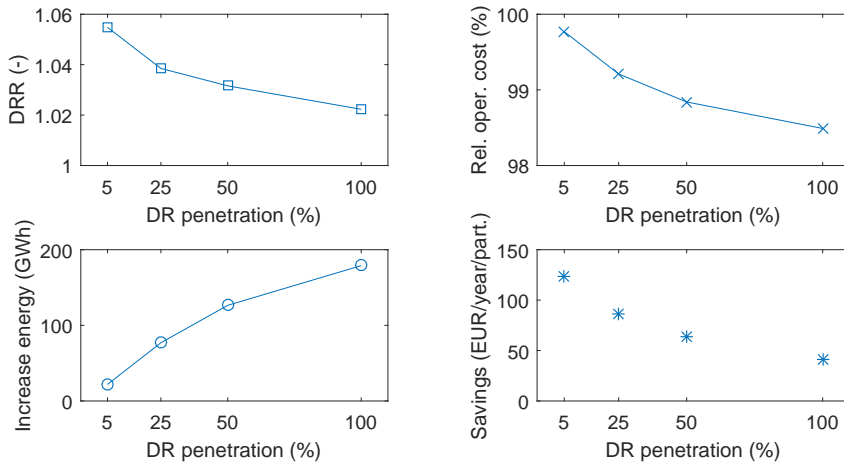 1.06
1.04
1.02
1
DRR (-)
5 25 50 100
DR penetration (%)
100
99
98
Rel. oper. cost (%)
5 25 50 100
DR penetration (%)
200
100
0
Increase energy (GWh)
5 25 50 100
DR penetration (%)
150
100
50
0
Savings (EUR/year/part.)
5 25 50 100
DR penetration (%)